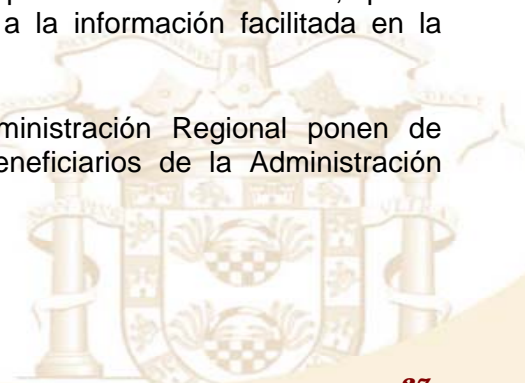 a la información facilitada en la
ministración Regional ponen de
eneficiarios de la Administración